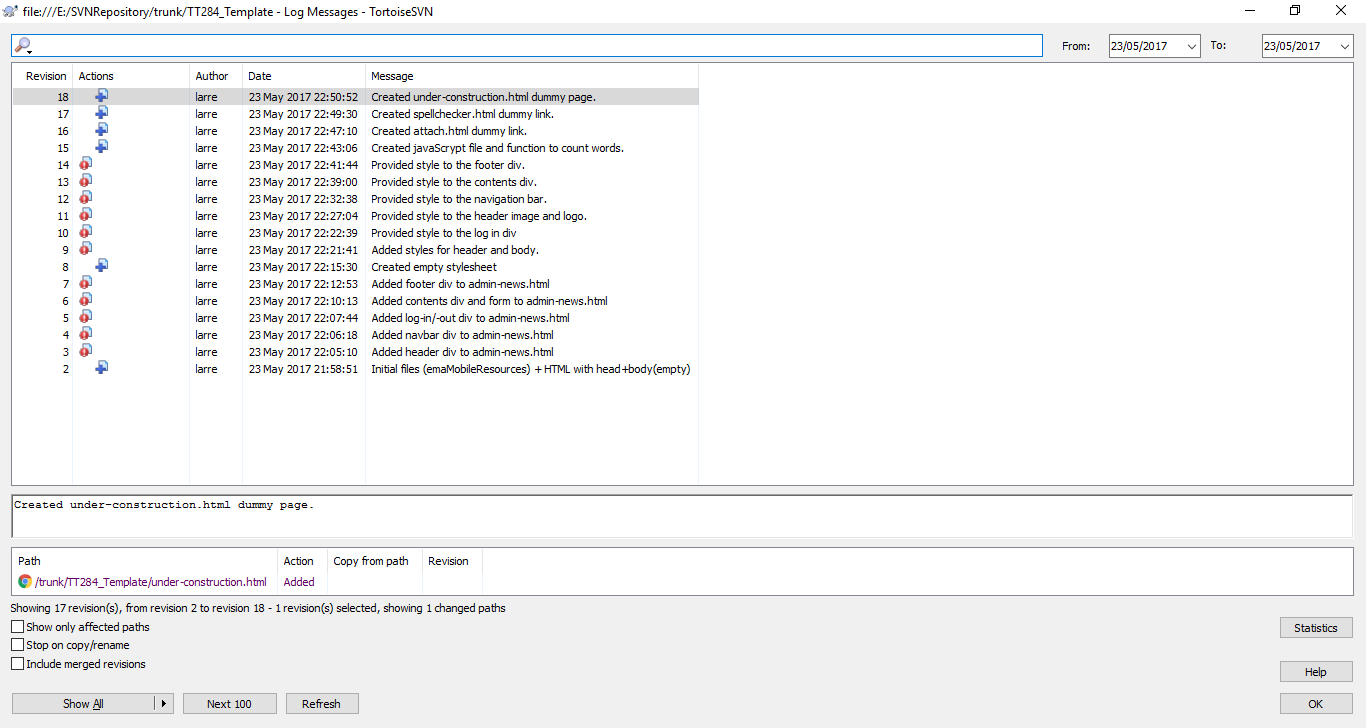 file:///E:/SVNRepository/trunk/TT284_Template - Log Messages - TortoiseSVN
From: 23/05/2017 To: 23/05/2017
Revision Actions Author Date Message
18 larre 23 May 2017 22:50:52 Created under-construction.html dummy page.
17 larre 23 May 2017 22:49:30 Created spellchecker.html dummy link.
16 larre 23 May 2017 22:47:10 Created attach.html dummy link.
15 larre 23 May 2017 22:43:06 Created javaScrypt file and function to count words.
14 larre 23 May 2017 22:41:44 Provided style to the footer div.
13 larre 23 May 2017 22:39:00 Provided style to the contents div.
12 larre 23 May 2017 22:32:38 Provided style to the navigation bar.
11 larre 23 May 2017 22:27:04 Provided style to the header image and logo.
10 larre 23 May 2017 22:22:39 Provided style to the log in div
9 larre 23 May 2017 22:21:41 Added styles for header and body.
8 larre 23 May 2017 22:15:30 Created empty stylesheet
7 larre 23 May 2017 22:12:53 Added footer div to admin-news.html
6 larre 23 May 2017 22:10:13 Added contents div and form to admin-news.html
5 larre 23 May 2017 22:07:44 Added log-in/-out div to admin-news.html
4 larre 23 May 2017 22:06:18 Added navbar div to admin-news.html
3 larre 23 May 2017 22:05:10 Added header div to admin-news.html
2 larre 23 May 2017 21:58:51 Initial files (emaMobileResources) + HTML with head+body(empty)
Created under-construction.html dummy page.
Path Action Copy from path Revision
/trunk/TT284_Template/under-construction.html Added
Showing 17 revision(s), from revision 2 to revision 18 - 1 revision(s) selected, showing 1 changed paths
Show only affected paths
Statistics
Stop on copy/rename
Include merged revisions
Help
Show All Next 100 Refresh OK